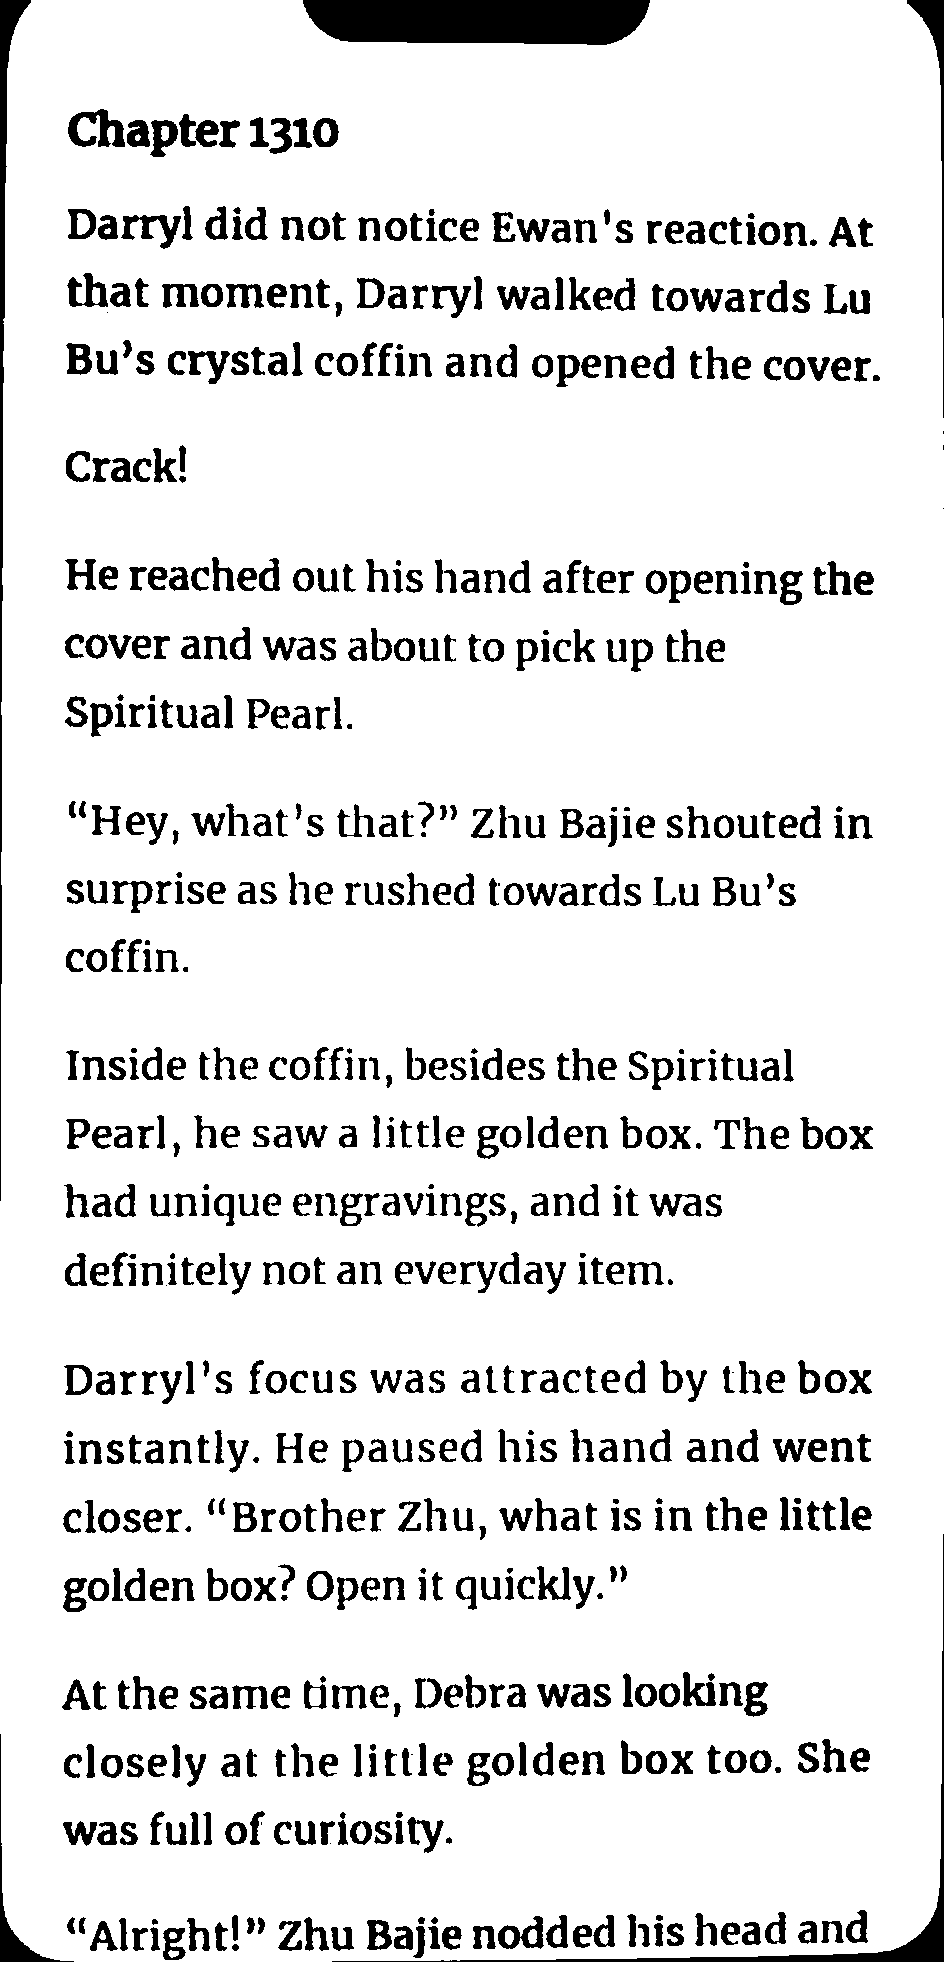 Chapter 1310
Darryl did not notice Ewan's reaction. At
that moment, Darryl walked towards Lu
Bu’s crystal coffin and opened the cover.
Crack!
He reached out his hand after opening the
cover and was about to pick up the
Spiritual Pearl.
“Hey, what's that?” Zhu Bajie shouted in
surprise as he rushed towards Lu Bu’s
coffin.
Inside the coffin, besides the Spiritual
Pearl, he saw a little golden box. The box
had unique engravings, and it was
definitely not an everyday item.
Darryl's focus was attracted by the box
instantly. He paused his hand and went
closer. “Brother Zhu, what is in the little
golden box? Open it quickly.”
At the same time, Debra was looking
closely at the little golden box too. She
was full of curiosity.
“Alright!” Zhu Bajie nodded his head and